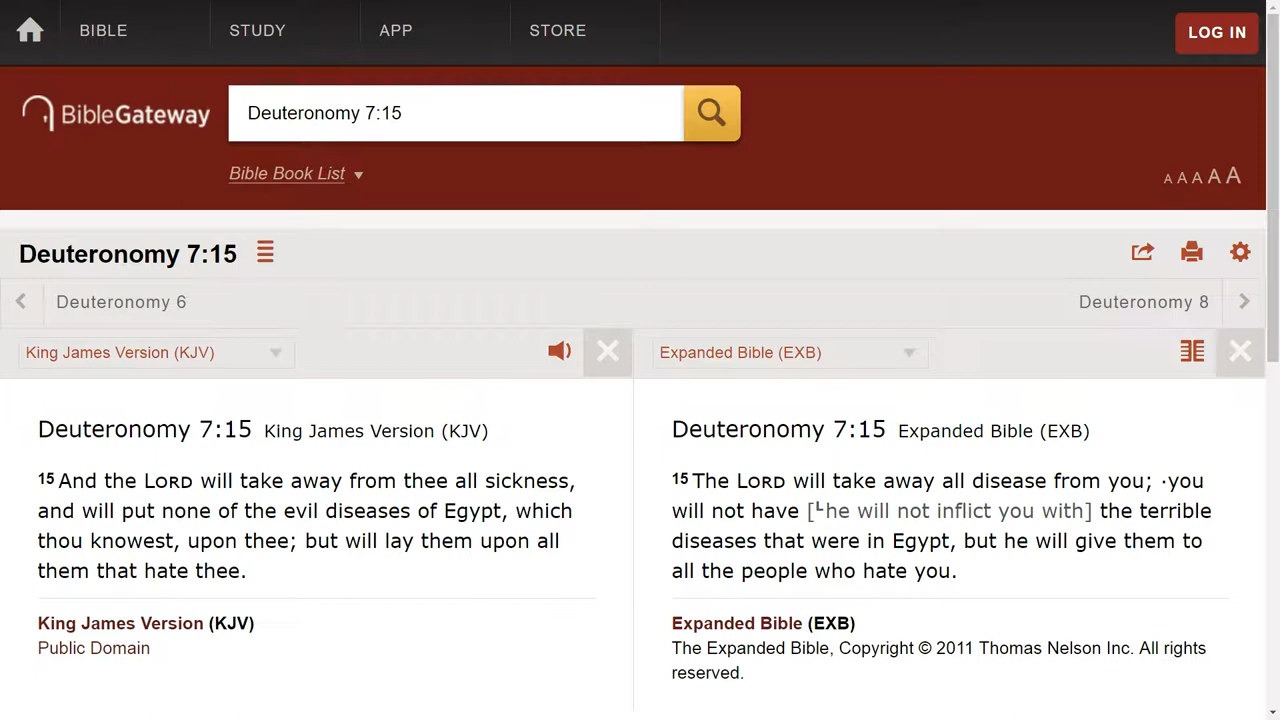 BIBLE
STUDY
APP
STORE
LOG IN
BibleGateway
Deuteronomy 7:15
Bible Book List
A A A A A
Deuteronomy 7:15
Deuteronomy 6
Deuteronomy 8
King James Version (KJV)
Expanded Bible (EXB)
Deuteronomy 7:15 King James Version (KJV)
15 And the LORD will take away from thee all sickness,
and will put none of the evil diseases of Egypt, which
thou knowest, upon thee; but will lay them upon all
them that hate thee.
King James Version (KJV)
Public Domain
Deuteronomy 7:15 Expanded Bible (EXB)
15 The LORD will take away all disease from you; ·you
will not have [└he will not inflict you with] the terrible
diseases that were in Egypt, but he will give them to
all the people who hate you.
Expanded Bible (EXB)
The Expanded Bible, Copyright © 2011 Thomas Nelson Inc. All rights
reserved.